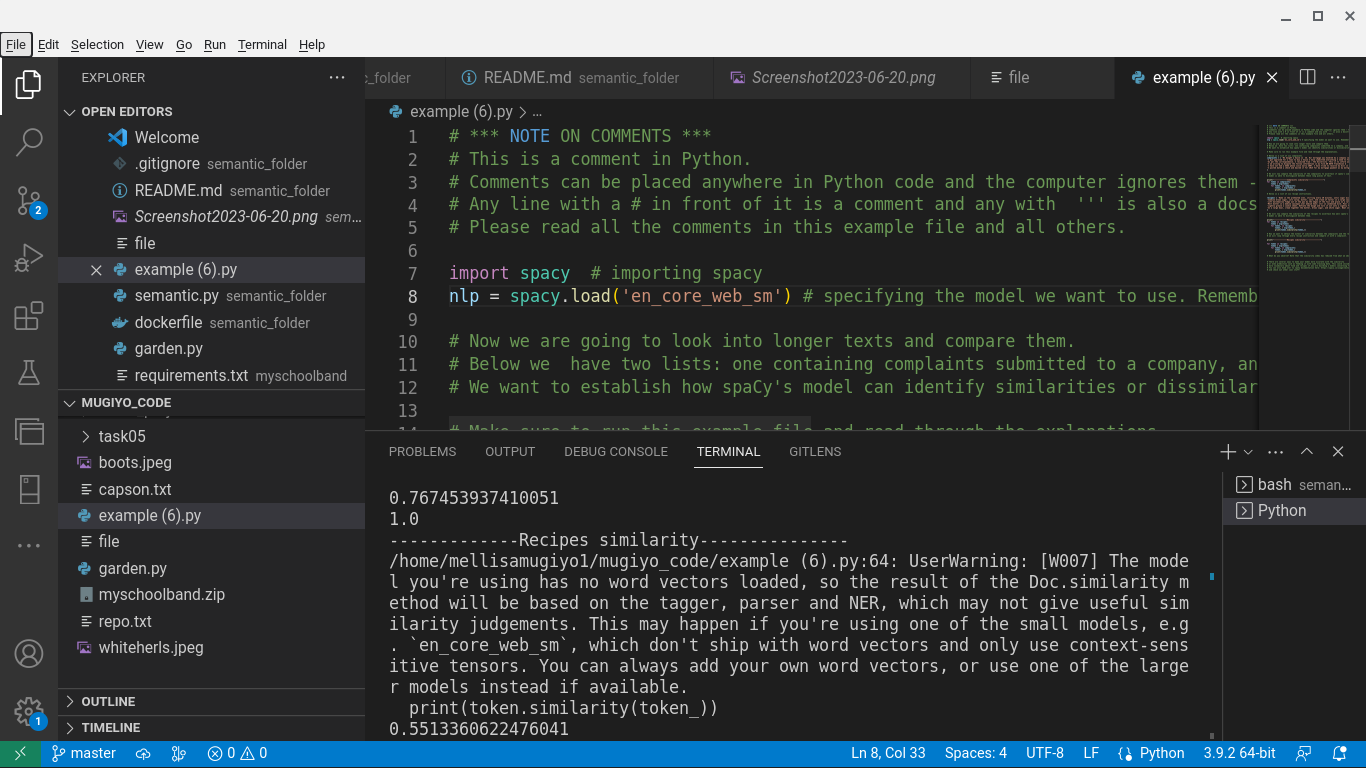 File Edit Selection View Go Run Terminal Help
EXPLORER
OPEN EDITORS
Welcome
.gitignore semantic_folder
README.md semantic_folder
Screenshot2023-06-20.png sem...
file
example (6).py
semantic.py semantic_folder
dockerfile semantic_folder
garden.py
requirements.txt myschoolband
MUGIYO_CODE
task05
boots.jpeg
capson.txt
example (6).py
file
garden.py
myschoolband.zip
repo.txt
whiteherls.jpeg
OUTLINE
TIMELINE
2
1
c_folder README.md semantic_folder Screenshot2023-06-20.png file example (6).py
example (6).py > ...
1 # *** NOTE ON COMMENTS ***
2 # This is a comment in Python.
3 # Comments can be placed anywhere in Python code and the computer ignores them -
4 # Any line with a # in front of it is a comment and any with  ''' is also a docs
5 # Please read all the comments in this example file and all others.
6
7 import spacy  # importing spacy
8 nlp = spacy.load('en_core_web_sm') # specifying the model we want to use. Rememb
9
10 # Now we are going to look into longer texts and compare them.
11 # Below we  have two lists: one containing complaints submitted to a company, an
12 # We want to establish how spaCy's model can identify similarities or dissimilar
13
14 # Make sure to run this example file and read through the explanations
PROBLEMS OUTPUT DEBUG CONSOLE TERMINAL GITLENS
0.767453937410051
1.0
-------------Recipes similarity---------------
/home/mellisamugiyo1/mugiyo_code/example (6).py:64: UserWarning: [W007] The mode
l you're using has no word vectors loaded, so the result of the Doc.similarity m
ethod will be based on the tagger, parser and NER, which may not give useful sim
ilarity judgements. This may happen if you're using one of the small models, e.g
. `en_core_web_sm`, which don't ship with word vectors and only use context-sens
itive tensors. You can always add your own word vectors, or use one of the large
r models instead if available.
  print(token.similarity(token_))
0.5513360622476041
bash seman...
Python
master 0 0 Ln 8, Col 33 Spaces: 4 UTF-8 LF Python 3.9.2 64-bit